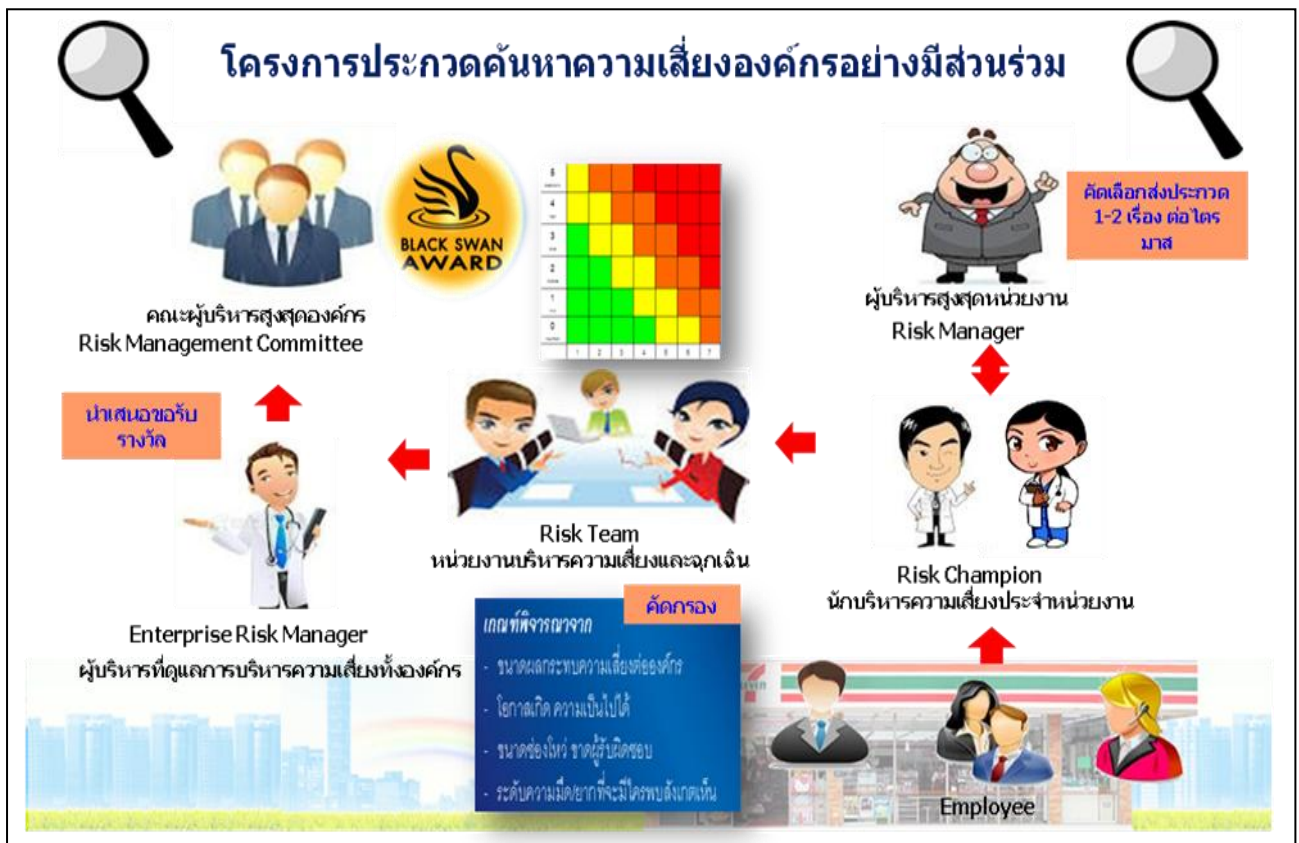 โครงการประกวดค้นหาความเสี่ยงองค์กรอย่างมีส่วนร่วม
BLACK SWAN
AWARD
5
4
3
2
1
0
1 2 3 4 5 6 7
คัดเลือกส่งประกวด
1-2 เรื่อง ต่อไตร
มาส
คณะผู้บริหารสูงสุดองค์กร
Risk Management Committee
ผู้บริหารสูงสุดหน่วยงาน
Risk Manager
นำเสนอขอรับ
รางวัล
Risk Team
หน่วยงานบริหารความเสี่ยงและฉุกเฉิน
Risk Champion
นักบริหารความเสี่ยงประจำหน่วยงาน
Enterprise Risk Manager
ผู้บริหารที่ดูแลการบริหารความเสี่ยงทั้งองค์กร
คัดกรอง
เกณฑ์พิจารณาจาก
- ขนาดผลกระทบความเสี่ยงต่อองค์กร
- โอกาสเกิด ความเป็นไปได้
- ขนาดช่องโหว่ ขาดผู้รับผิดชอบ
- ระดับความมืด/ยากที่จะมีใครพบสังเกตเห็น
EVEN
Employee